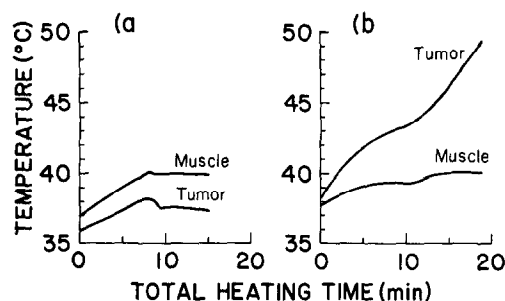 (a
(b)
TEMPERATURE (°C)
50
45
40
35
Muscle
Tumor
0
10
20
50
45
40
35
Tumor
Muscle
0
10
20
TOTAL HEATING TIME (min)